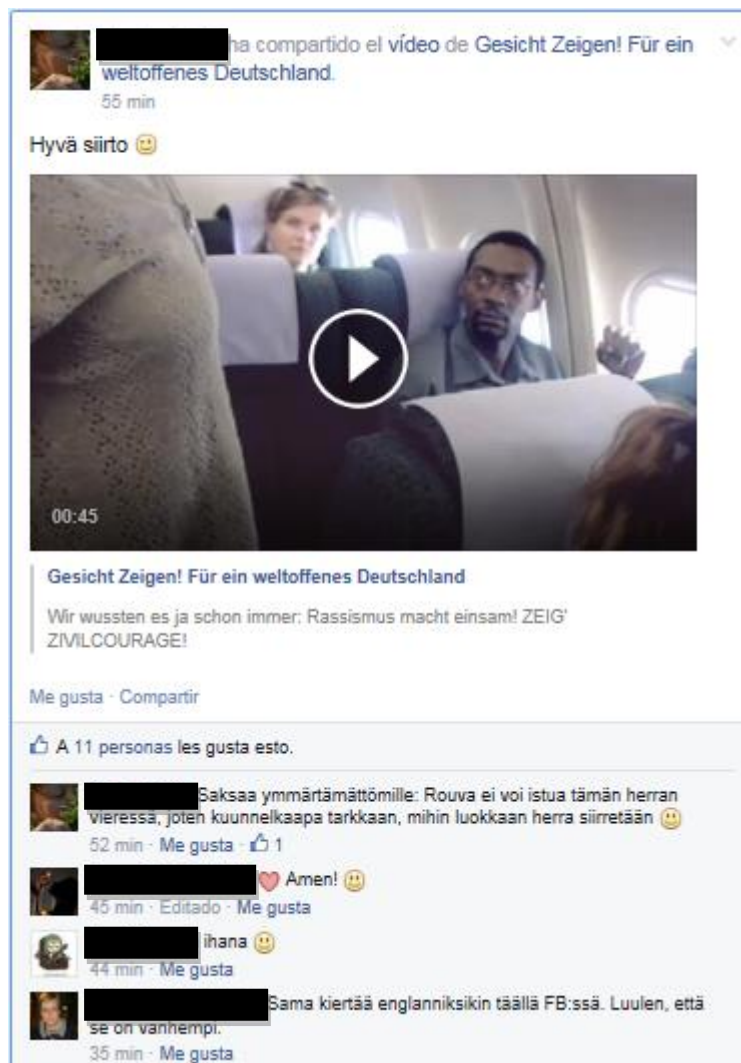 ha compartido el vídeo de Gesicht Zeigen! Für ein
weltoffenes Deutschland.
55 min
Hyvä siirto
00:45
Gesicht Zeigen! Für ein weltoffenes Deutschland
Wir wussten es ja schon immer: Rassismus macht einsam! ZEIG'
ZIVILCOURAGE!
Me gusta · Compartir
A 11 personas les gusta esto.
Saksaa ymmärtämättömille: Rouva ei voi istua tämän herran
vieressä, joten kuunnelkaapa tarkkaan, mihin luokkaan herra siirretään
52 min · Me gusta · 1
Amen!
45 min · Editado · Me gusta
ihana
44 min · Me gusta
Sama kiertää englanniksikin täällä FB:ssä. Luulen, että
se on vanhempi.
35 min · Me gusta